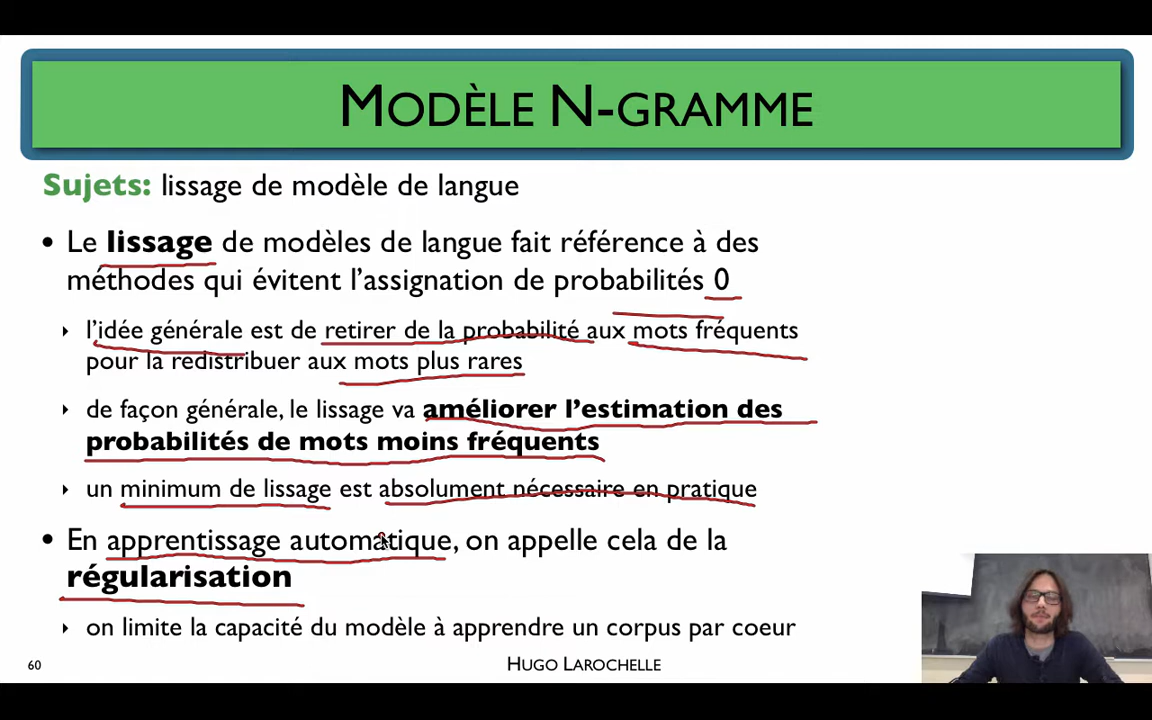 MODÈLE N-GRAMME
Sujets: lissage de modèle de langue
• Le lissage de modèles de langue fait référence à des
méthodes qui évitent l'assignation de probabilités 0
‣ l'idée générale est de retirer de la probabilité aux mots fréquents
pour la redistribuer aux mots plus rares
‣ de façon générale, le lissage va améliorer l'estimation des
probabilités de mots moins fréquents
‣ un minimum de lissage est absolument nécessaire en pratique
• En apprentissage automatique, on appelle cela de la
régularisation
‣ on limite la capacité du modèle à apprendre un corpus par coeur
60
HUGO LAROCHELLE